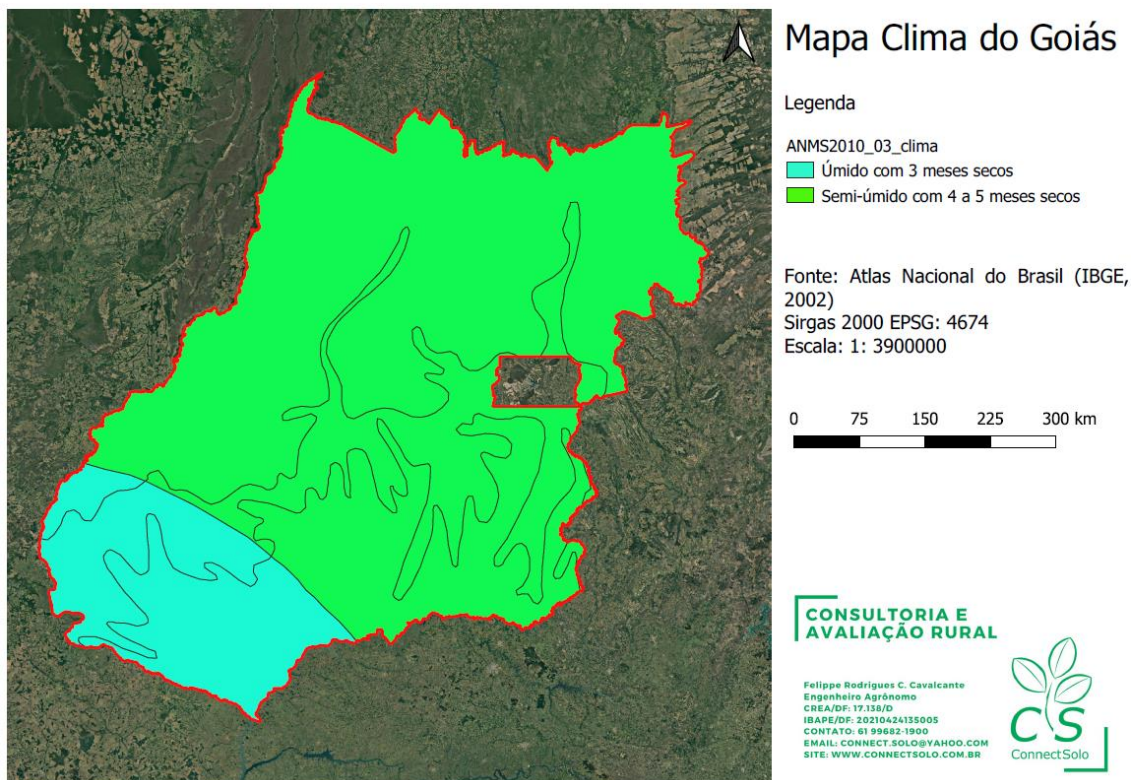 Mapa Clima do Goiás
Legenda
ANMS2010_03_clima
Úmido com 3 meses secos
Semi-úmido com 4 a 5 meses secos
Fonte: Atlas Nacional do Brasil (IBGE,
2002)
Sirgas 2000 EPSG: 4674
Escala: 1: 3900000
0 75 150 225 300 km
CONSULTORIA E
AVALIAÇÃO RURAL
Felippe Rodrigues C. Cavalcante
Engenheiro Agrônomo
CREA/DF: 17.138/D
IBAPE/DF: 20210424135005
CONTATO: 61 99682-1900
EMAIL: CONNECT.SOLO@YAHOO.COM
SITE: WWW.CONNECTSOLO.COM.BR
CS
ConnectSolo